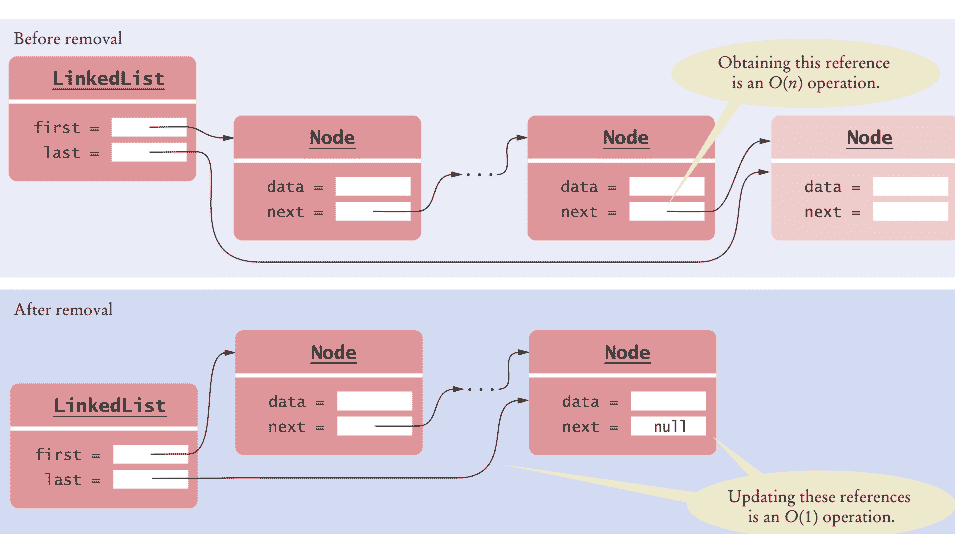 Before removal
LinkedList
first =
last =
Node
data =
next =
....
Node
data =
next =
Obtaining this reference
is an O(n) operation.
Node
data =
next =
After removal
LinkedList
first =
last =
Node
data =
next =
....
Node
data =
next = null
Updating these references
is an O(1) operation.